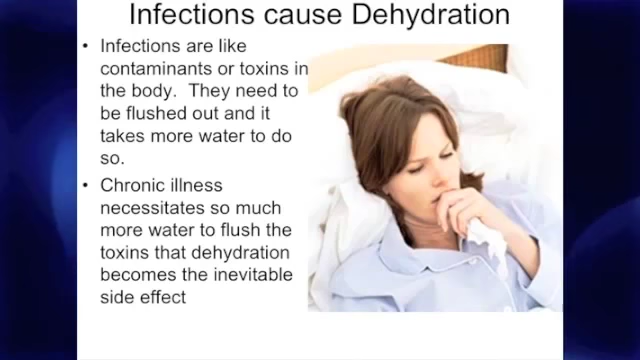 Infections cause Dehydration
• Infections are like
contaminants or toxins in
the body. They need to
be flushed out and it
takes more water to do
so.
• Chronic illness
necessitates so much
more water to flush the
toxins that dehydration
becomes the inevitable
side effect